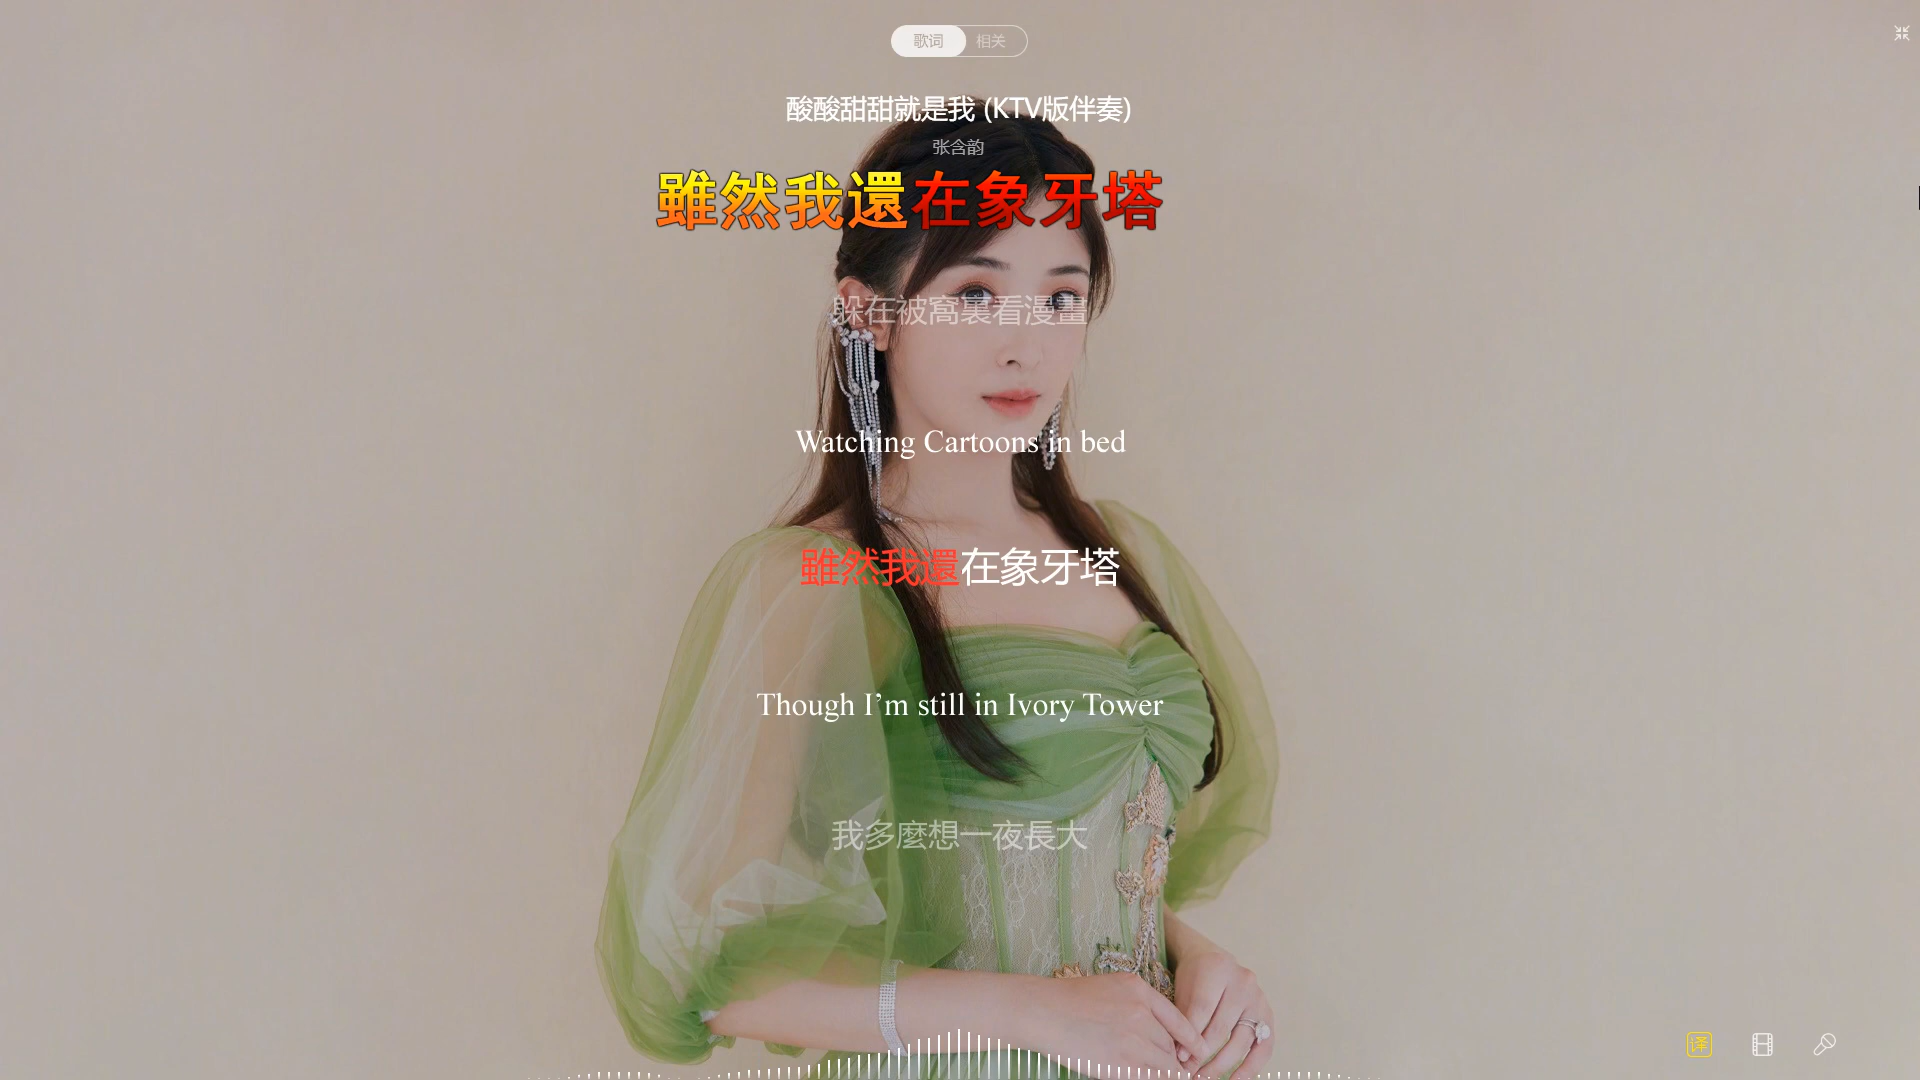 歌词 相关
酸酸甜甜就是我 (KTV版伴奏)
张含韵
雖然我還在象牙塔
躲在被窩裏看漫畫
Watching Cartoons in bed
雖然我還在象牙塔
Though I’m still in Ivory Tower
我多麼想一夜長大
译